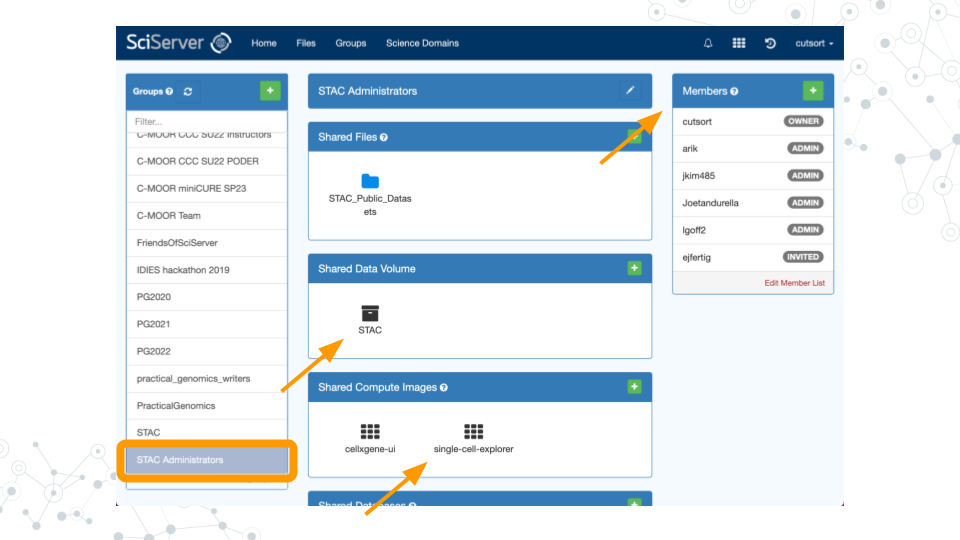 SciServer
Home
Files
Groups
Science Domains
cutsort
Groups
Filter...
C-MOOR CCC SU22 Instructors
C-MOOR CCC SU22 PODER
C-MOOR miniCURE SP23
C-MOOR Team
FriendsOfSciServer
IDIES hackathon 2019
PG2020
PG2021
PG2022
practical_genomics_writers
PracticalGenomics
STAC
STAC Administrators
STAC Administrators
Shared Files
STAC_Public_Datas
ets
Shared Data Volume
STAC
Shared Compute Images
cellxgene-ui
single-cell-explorer
Shared Databases
Members
cutsort OWNER
arik ADMIN
jkim485 ADMIN
Joetandurella ADMIN
lgoff2 ADMIN
ejfertig INVITED
Edit Member List